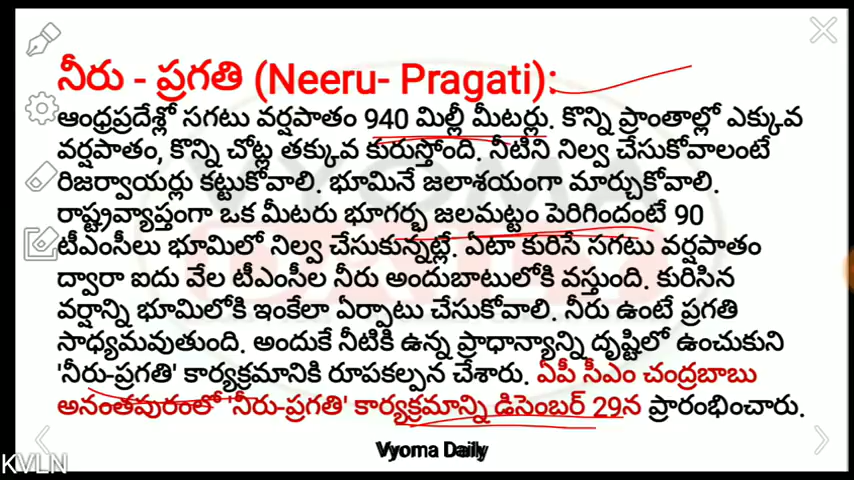 నీరు - ప్రగతి (Neeru- Pragati):
ఆంధ్రప్రదేశ్లో సగటు వర్షపాతం 940 మిల్లీ మీటర్లు. కొన్ని ప్రాంతాల్లో ఎక్కువ
వర్షపాతం, కొన్ని చోట్ల తక్కువ కురుస్తోంది. నీటిని నిల్వ చేసుకోవాలంటే
రిజర్వాయర్లు కట్టుకోవాలి. భూమినే జలాశయంగా మార్చుకోవాలి.
రాష్ట్రవ్యాప్తంగా ఒక మీటరు భూగర్భ జలమట్టం పెరిగిందంటే 90
టీఎంసీలు భూమిలో నిల్వ చేసుకున్నట్లే. ఏటా కురిసే సగటు వర్షపాతం
ద్వారా ఐదు వేల టీఎంసీల నీరు అందుబాటులోకి వస్తుంది. కురిసిన
వర్షాన్ని భూమిలోకి ఇంకేలా ఏర్పాటు చేసుకోవాలి. నీరు ఉంటే ప్రగతి
సాధ్యమవుతుంది. అందుకే నీటికి ఉన్న ప్రాధాన్యాన్ని దృష్టిలో ఉంచుకుని
'నీరు-ప్రగతి' కార్యక్రమానికి రూపకల్పన చేశారు. ఏపీ సీఎం చంద్రబాబు
అనంతపురంలో 'నీరు-ప్రగతి' కార్యక్రమాన్ని డిసెంబర్ 29న ప్రారంభించారు.
Vyoma Daily
KVLN
VYOMA
DAILY